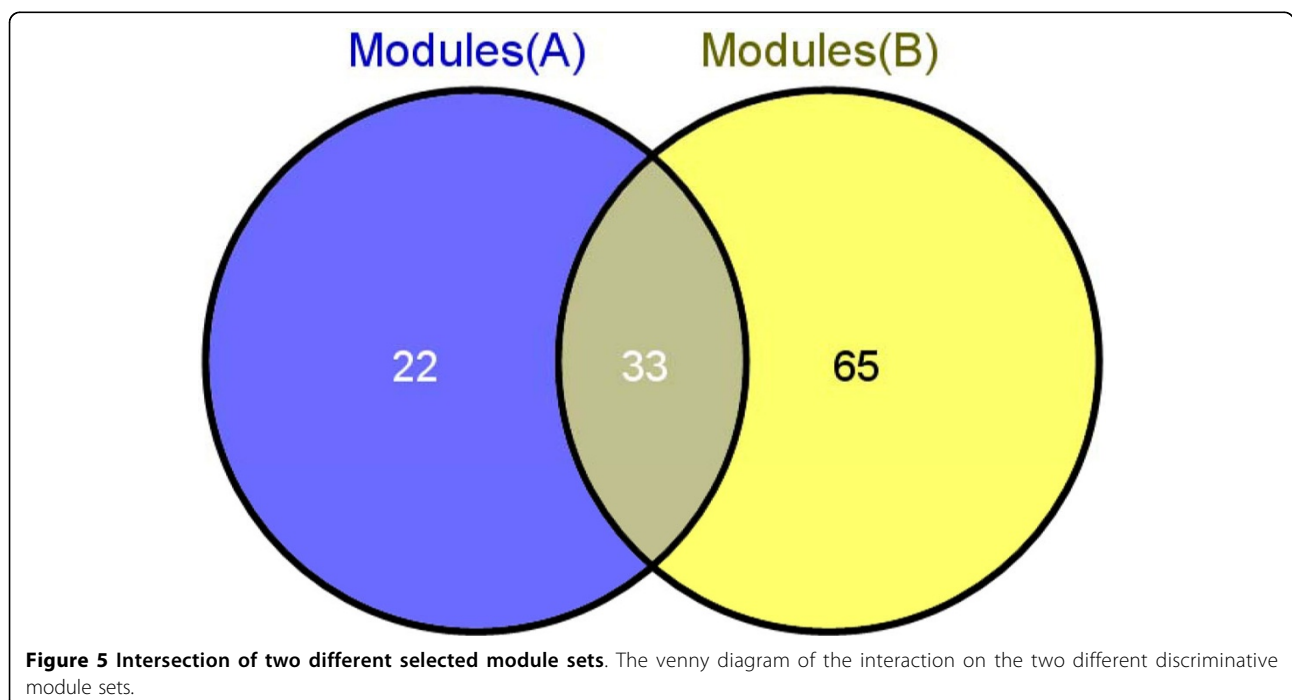 Modules(A) Modules(B)
22 33 65
Figure 5 Intersection of two different selected module sets. The venny diagram of the interaction on the two different discriminative
module sets.